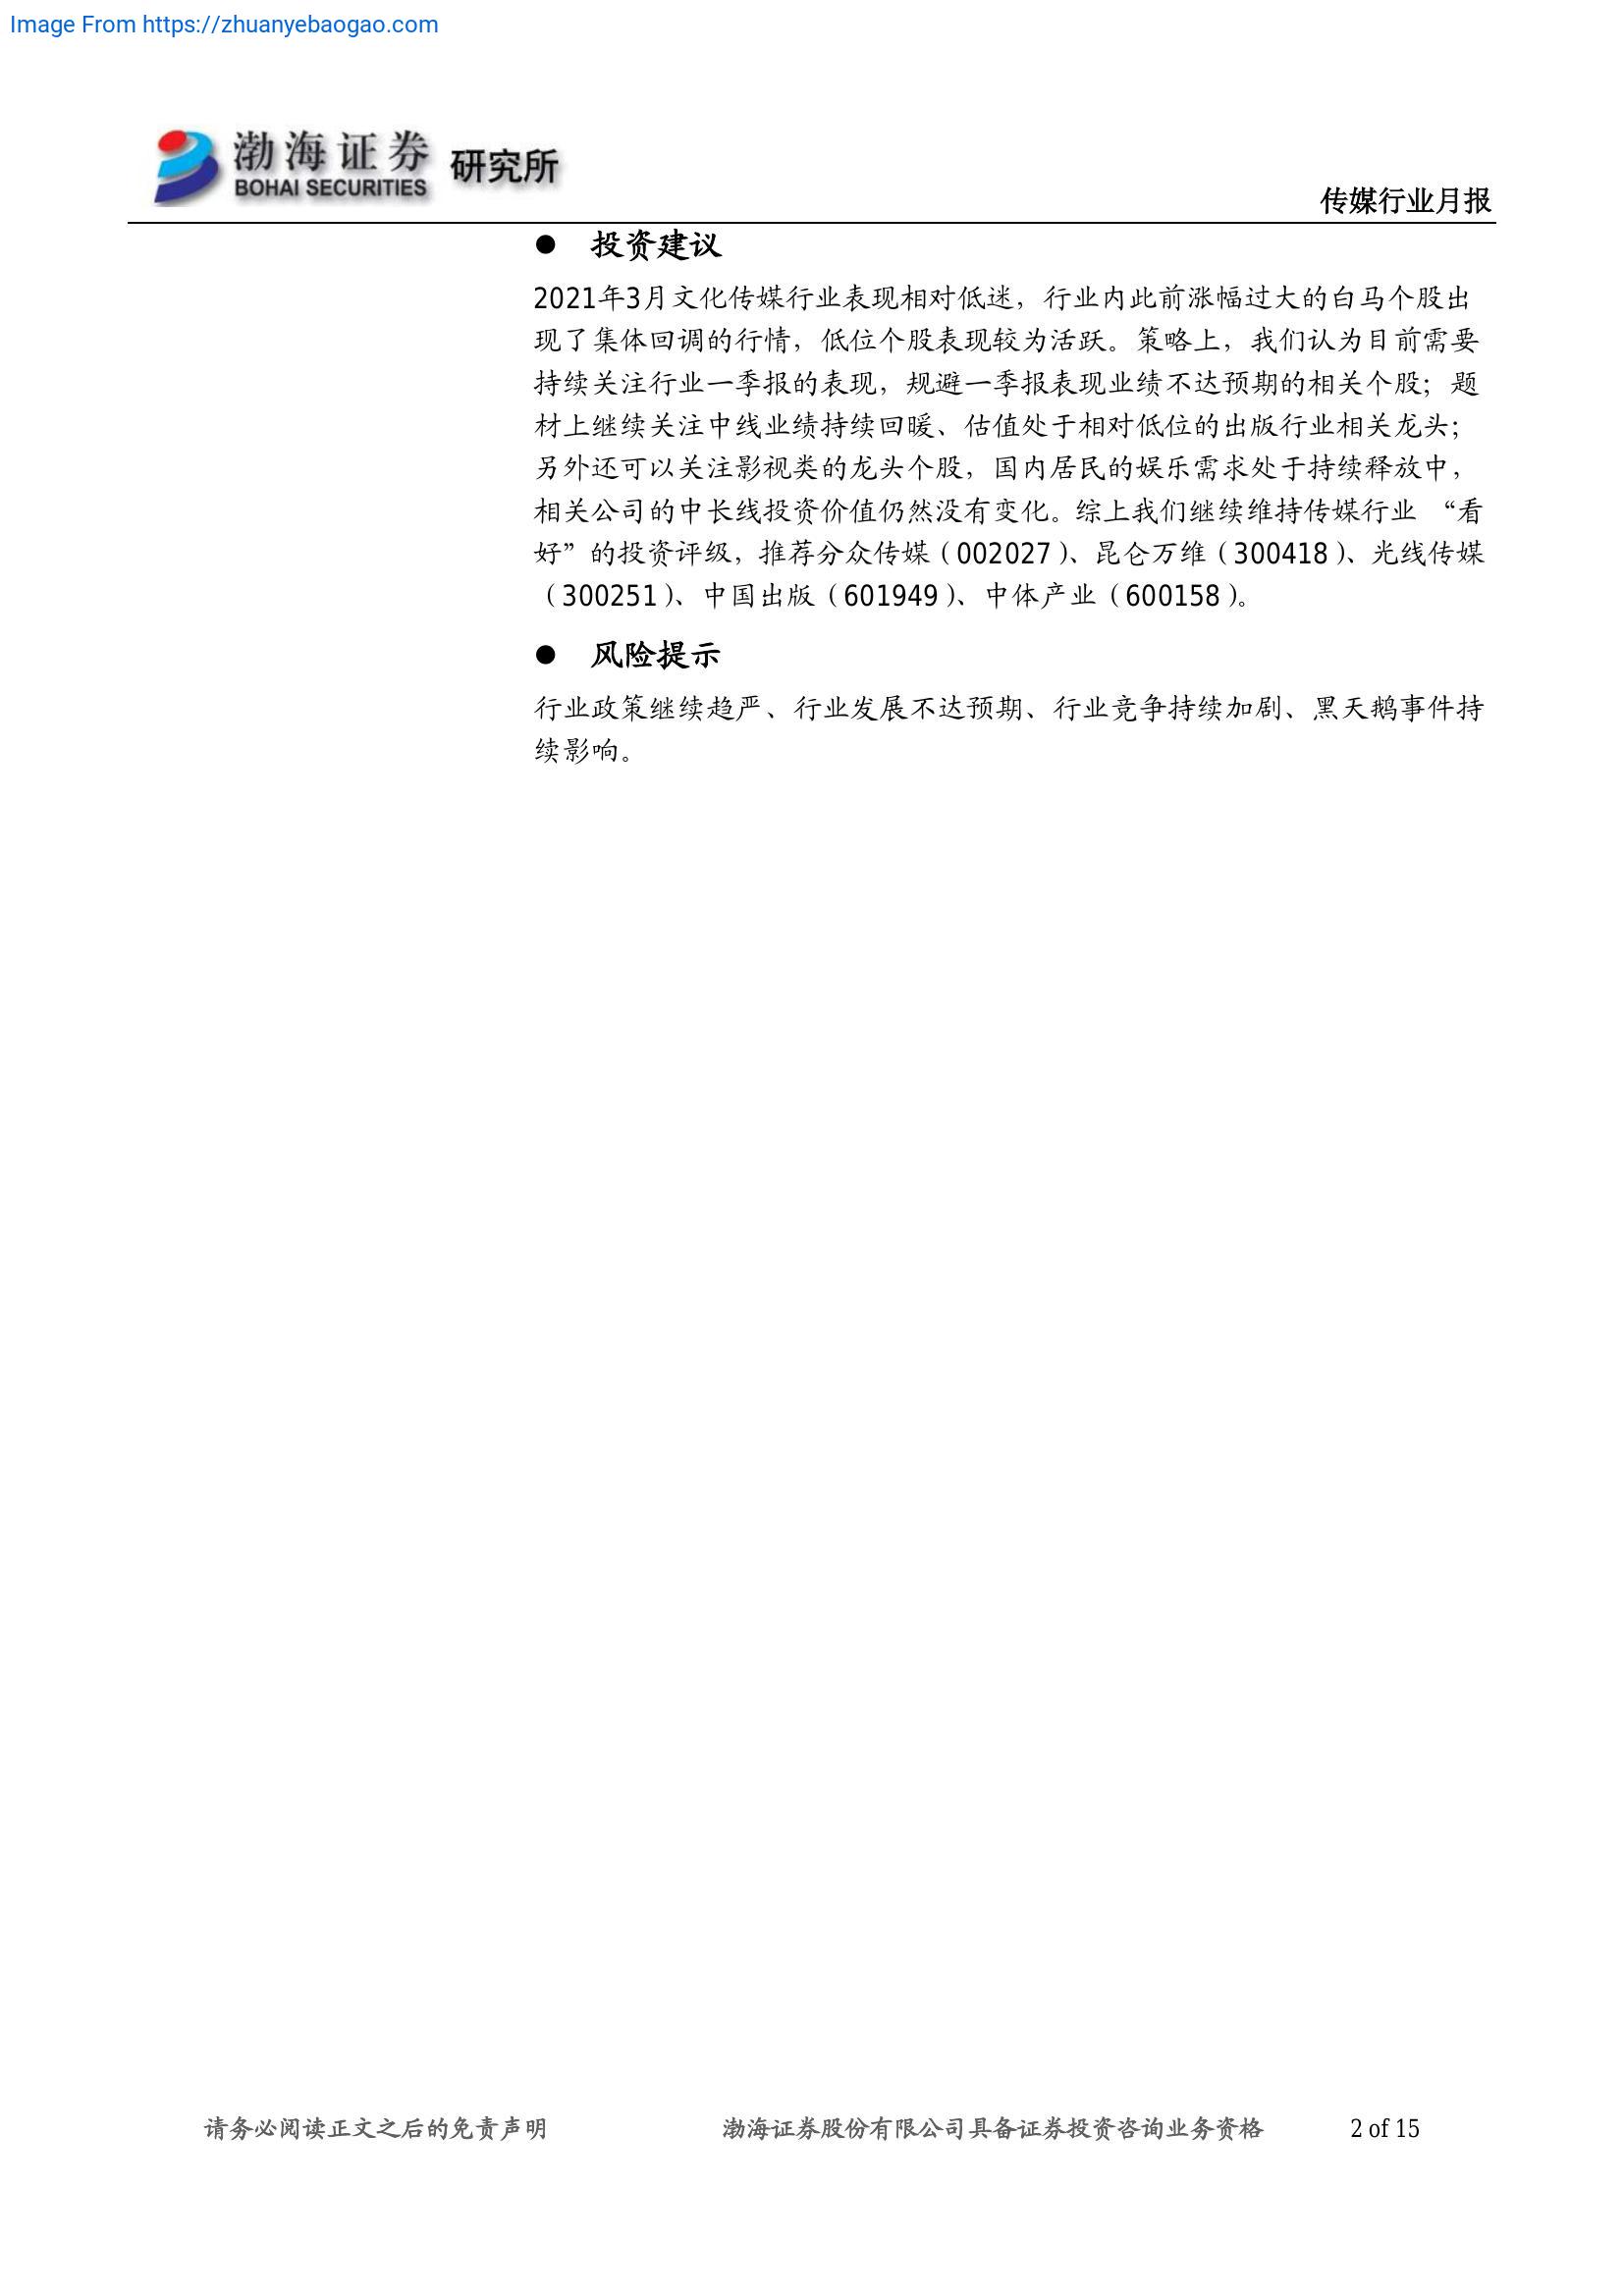 Image From https://zhuanyebaogao.com
渤海证券 研究所
BOHAI SECURITIES
传媒行业月报
● 投资建议
2021年3月文化传媒行业表现相对低迷，行业内此前涨幅过大的白马个股出
现了集体回调的行情，低位个股表现较为活跃。策略上，我们认为目前需要
持续关注行业一季报的表现，规避一季报表现业绩不达预期的相关个股；题
材上继续关注中线业绩持续回暖、估值处于相对低位的出版行业相关龙头；
另外还可以关注影视类的龙头个股，国内居民的娱乐需求处于持续释放中，
相关公司的中长线投资价值仍然没有变化。综上我们继续维持传媒行业 “看
好”的投资评级，推荐分众传媒（002027）、昆仑万维（300418）、光线传媒
（300251）、中国出版（601949）、中体产业（600158）。
● 风险提示
行业政策继续趋严、行业发展不达预期、行业竞争持续加剧、黑天鹅事件持
续影响。
请务必阅读正文之后的免责声明 渤海证券股份有限公司具备证券投资咨询业务资格 2 of 15